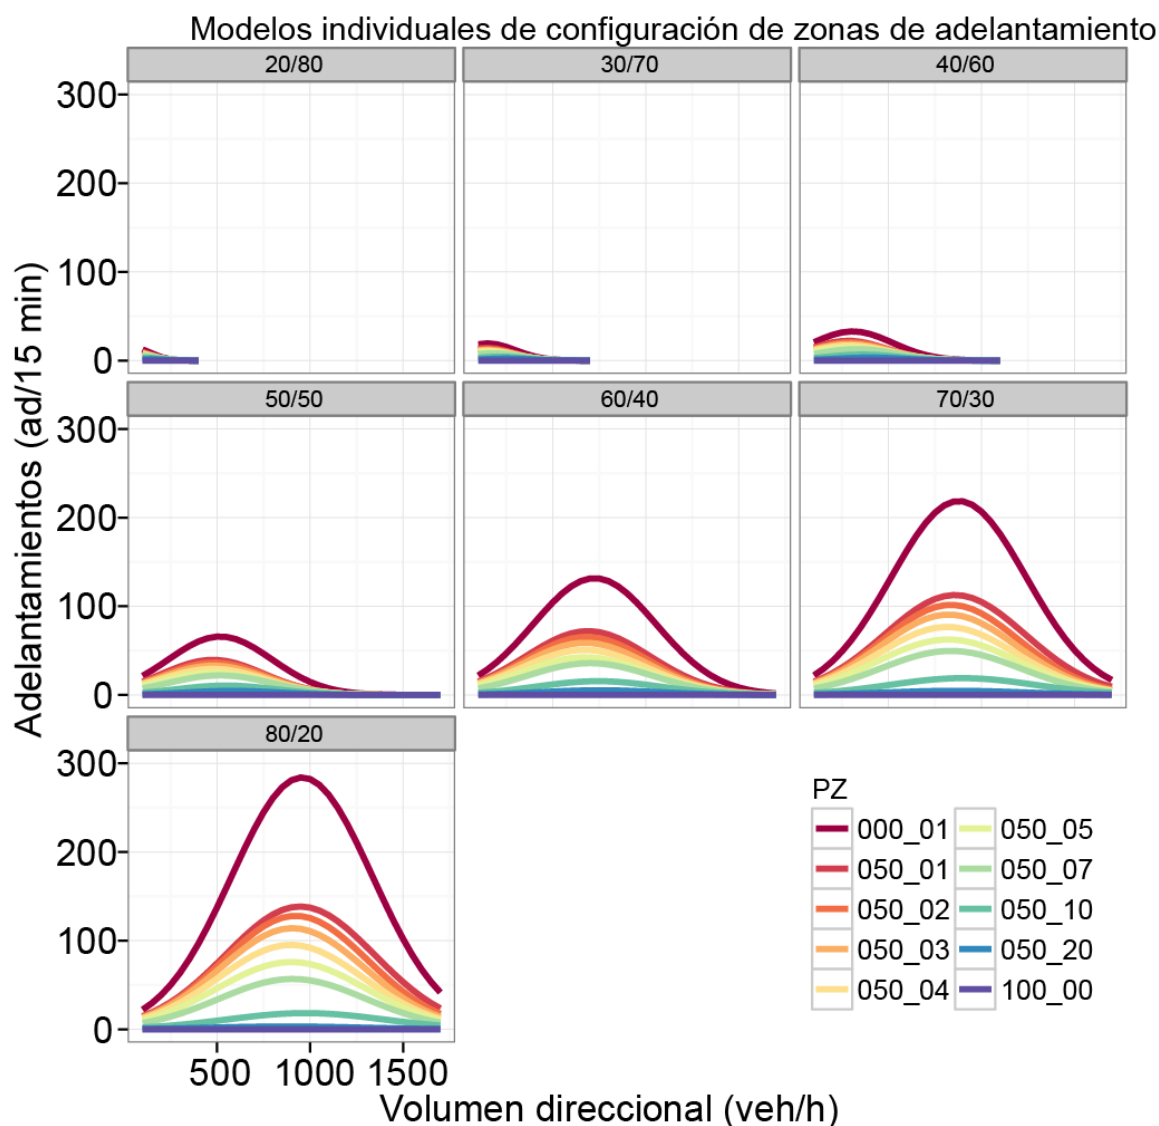 Modelos individuales de configuración de zonas de adelantamiento
20/80 30/70 40/60
300
200
100
0
50/50 60/40 70/30
300
200
100
0
80/20
300
200
100
0
500 1000 1500
Adelantamientos (ad/15 min)
Volumen direccional (veh/h)
PZ
000_01 050_05
050_01 050_07
050_02 050_10
050_03 050_20
050_04 100_00